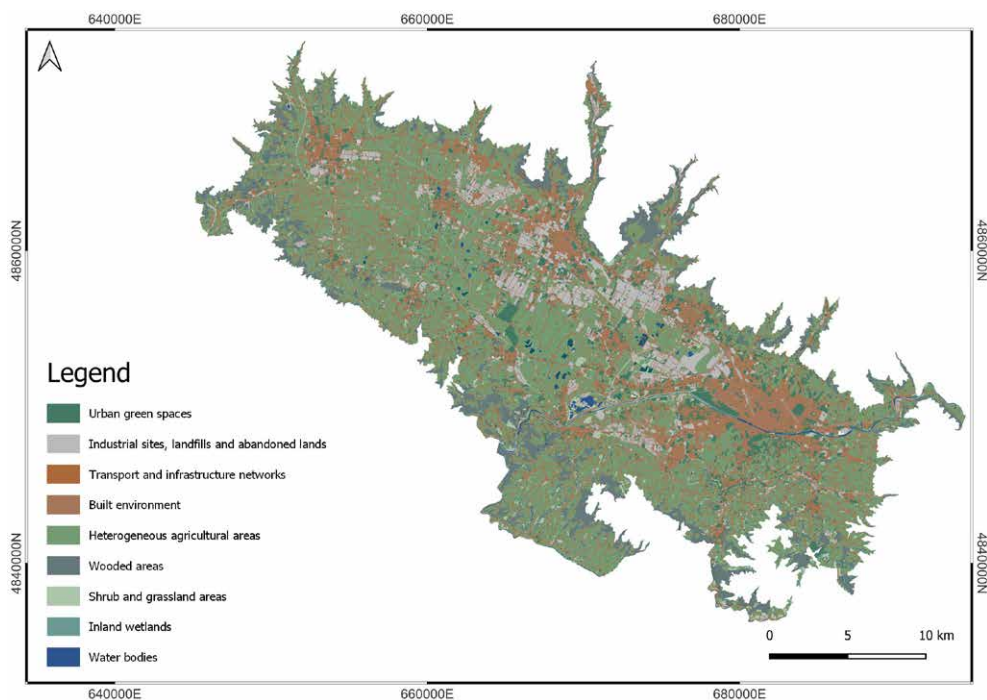 640000E 660000E 680000E
4860000N 4860000N
Legend
Urban green spaces
Industrial sites, landfills and abandoned lands
Transport and infrastructure networks
Built environment
Heterogeneous agricultural areas
Wooded areas
Shrub and grassland areas
Inland wetlands
Water bodies
4840000N 4840000N
0 5 10 km
640000E 660000E 680000E